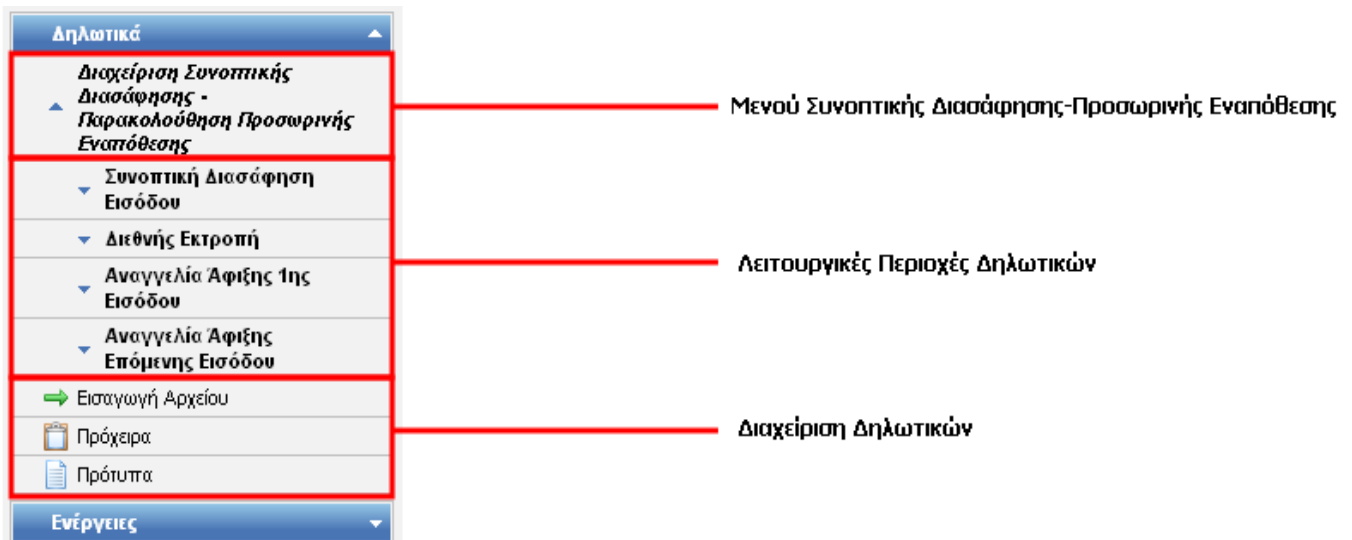 Δηλωτικά
Διαχείριση Συνοπτικής
Διασάφησης -
Παρακολούθηση Προσωρινής
Εναπόθεσης
Μενού Συνοπτικής Διασάφησης-Προσωρινής Εναπόθεσης
Συνοπτική Διασάφηση
Εισόδου
Διεθνής Εκτροπή
Αναγγελία Άφιξης 1ης
Εισόδου
Αναγγελία Άφιξης
Επόμενης Εισόδου
Λειτουργικές Περιοχές Δηλωτικών
Εισαγωγή Αρχείου
Πρόχειρα
Πρότυπα
Διαχείριση Δηλωτικών
Ενέργειες